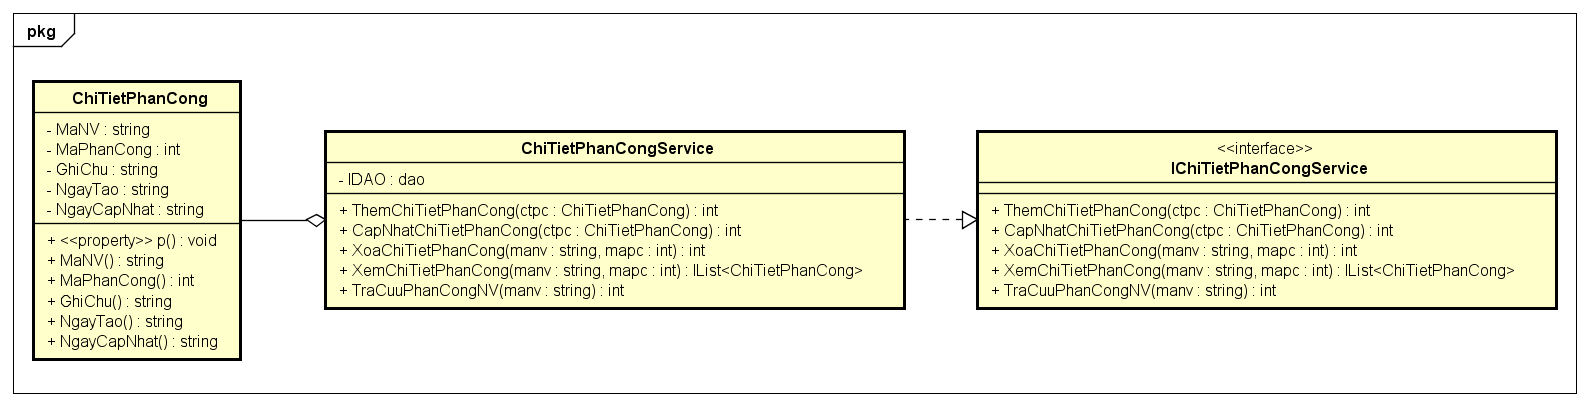 pkg
ChiTietPhanCong
- MaNV : string
- MaPhanCong : int
- GhiChu : string
- NgayTao : string
- NgayCapNhat : string
+ <<property>> p() : void
+ MaNV() : string
+ MaPhanCong() : int
+ GhiChu() : string
+ NgayTao() : string
+ NgayCapNhat() : string
ChiTietPhanCongService
- IDAO : dao
+ ThemChiTietPhanCong(ctpc : ChiTietPhanCong) : int
+ CapNhatChiTietPhanCong(ctpc : ChiTietPhanCong) : int
+ XoaChiTietPhanCong(manv : string, mapc : int) : int
+ XemChiTietPhanCong(manv : string, mapc : int) : IList<ChiTietPhanCong>
+ TraCuuPhanCongNV(manv : string) : int
<<interface>>
IChiTietPhanCongService
+ ThemChiTietPhanCong(ctpc : ChiTietPhanCong) : int
+ CapNhatChiTietPhanCong(ctpc : ChiTietPhanCong) : int
+ XoaChiTietPhanCong(manv : string, mapc : int) : int
+ XemChiTietPhanCong(manv : string, mapc : int) : IList<ChiTietPhanCong>
+ TraCuuPhanCongNV(manv : string) : int